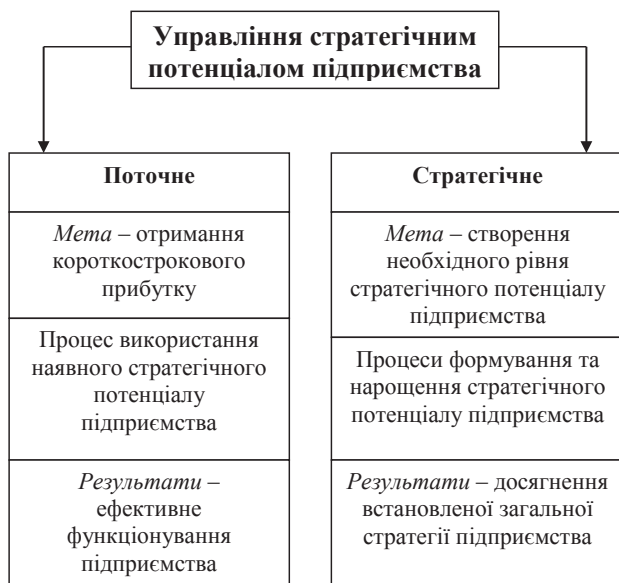 Управління стратегічним
потенціалом підприємства
Поточне
Мета – отримання
короткострокового
прибутку
Процес використання
наявного стратегічного
потенціалу
підприємства
Результати –
ефективне
функціонування
підприємства
Стратегічне
Мета – створення
необхідного рівня
стратегічного потенціалу
підприємства
Процеси формування та
нарощення стратегічного
потенціалу підприємства
Результати – досягнення
встановленої загальної
стратегії підприємства